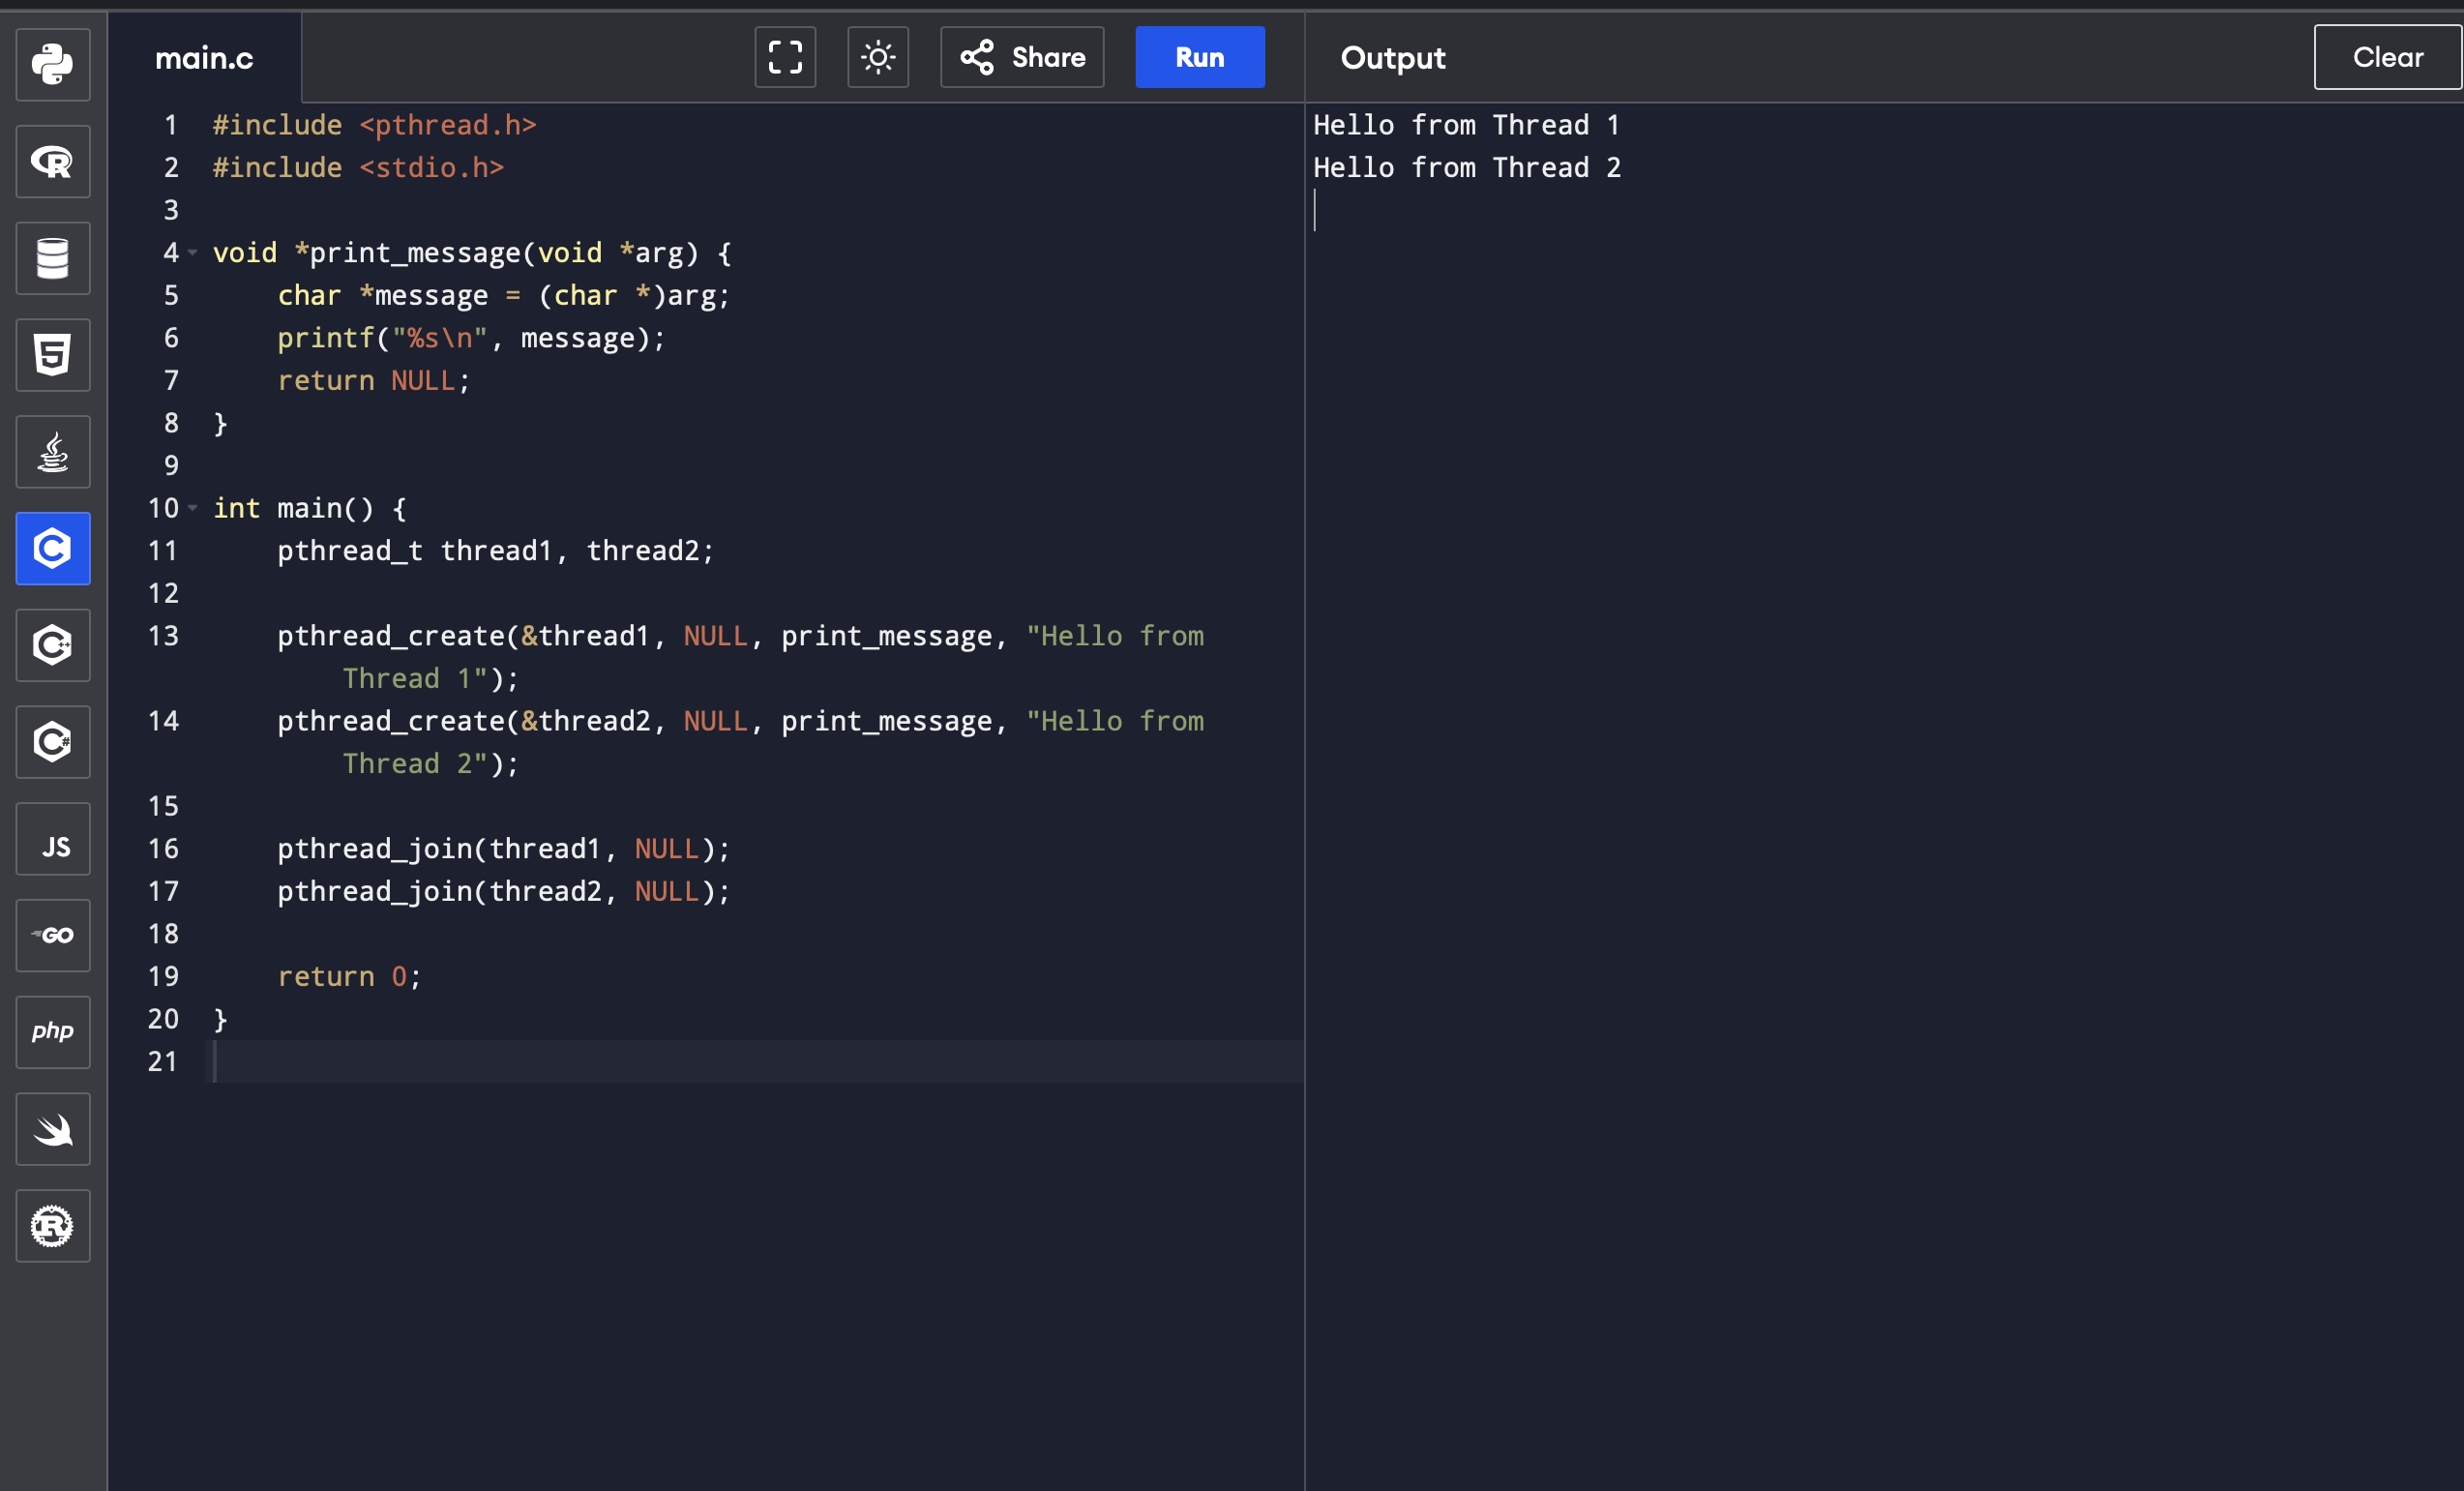 main.c
Share
Run
Output
Clear
1 #include <pthread.h>
2 #include <stdio.h>
3
4 void *print_message(void *arg) {
5     char *message = (char *)arg;
6     printf("%s\n", message);
7     return NULL;
8 }
9
10 int main() {
11     pthread_t thread1, thread2;
12
13     pthread_create(&thread1, NULL, print_message, "Hello from
Thread 1");
14     pthread_create(&thread2, NULL, print_message, "Hello from
Thread 2");
15
16     pthread_join(thread1, NULL);
17     pthread_join(thread2, NULL);
18
19     return 0;
20 }
21
Hello from Thread 1
Hello from Thread 2
R
5
C
C++
C#
JS
GO
php
R